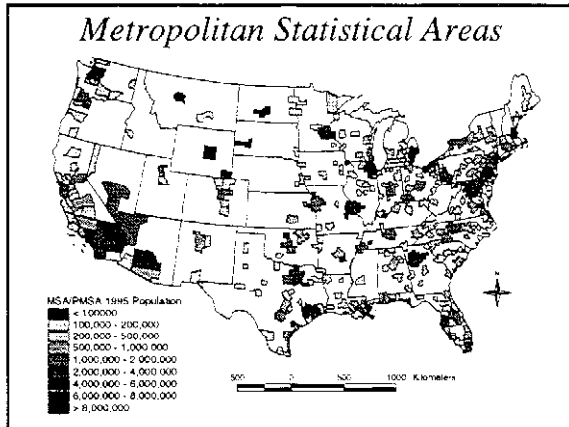 Metropolitan Statistical Areas
N
MSA/PMSA 1995 Population
< 100000
100,000 - 200,000
200,000 - 500,000
500,000 - 1,000,000
1,000,000 - 2,000,000
2,000,000 - 4,000,000
4,000,000 - 6,000,000
6,000,000 - 8,000,000
> 8,000,000
500 0 500 1000 Kilometers